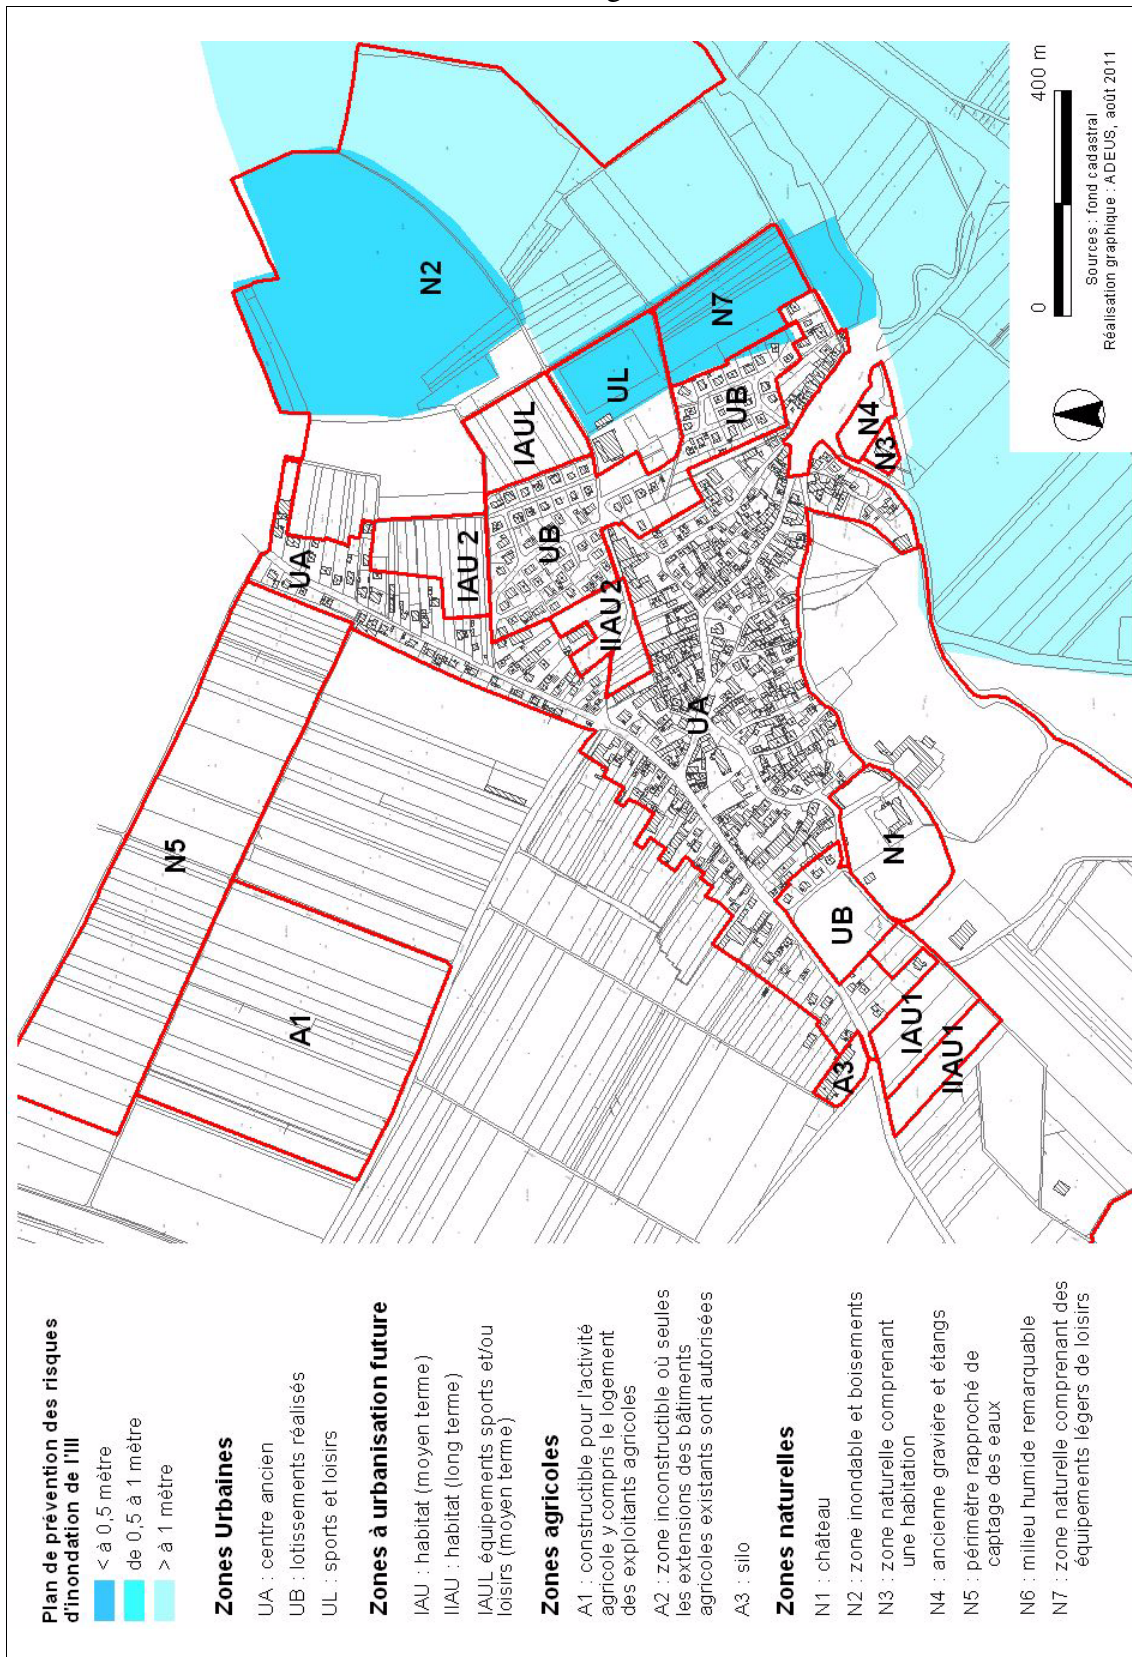 Plan de prévention des risques
d'inondation de l'Ill
< à 0,5 mètre
de 0,5 à 1 mètre
> à 1 mètre
Zones Urbaines
UA : centre ancien
UB : lotissements réalisés
UL : sports et loisirs
Zones à urbanisation future
IAU : habitat (moyen terme)
IIAU : habitat (long terme)
IAUL équipements sports et/ou
loisirs (moyen terme)
Zones agricoles
A1 : constructible pour l'activité
agricole y compris le logement
des exploitants agricoles
A2 : zone inconstructible où seules
les extensions des bâtiments
agricoles existants sont autorisées
A3 : silo
Zones naturelles
N1 : château
N2 : zone inondable et boisements
N3 : zone naturelle comprenant
une habitation
N4 : ancienne gravière et étangs
N5 : périmètre rapproché de
captage des eaux
N6 : milieu humide remarquable
N7 : zone naturelle comprenant des
équipements légers de loisirs
N5
A1
UA
IAU 2
N2
IAUL
UB
IIAU2
UL
N7
UB
UA
N4
N3
N1
UB
IAU1
IIAU1
A3
0
400 m
Sources : fond cadastral
Réalisation graphique : ADEUS, août 2011